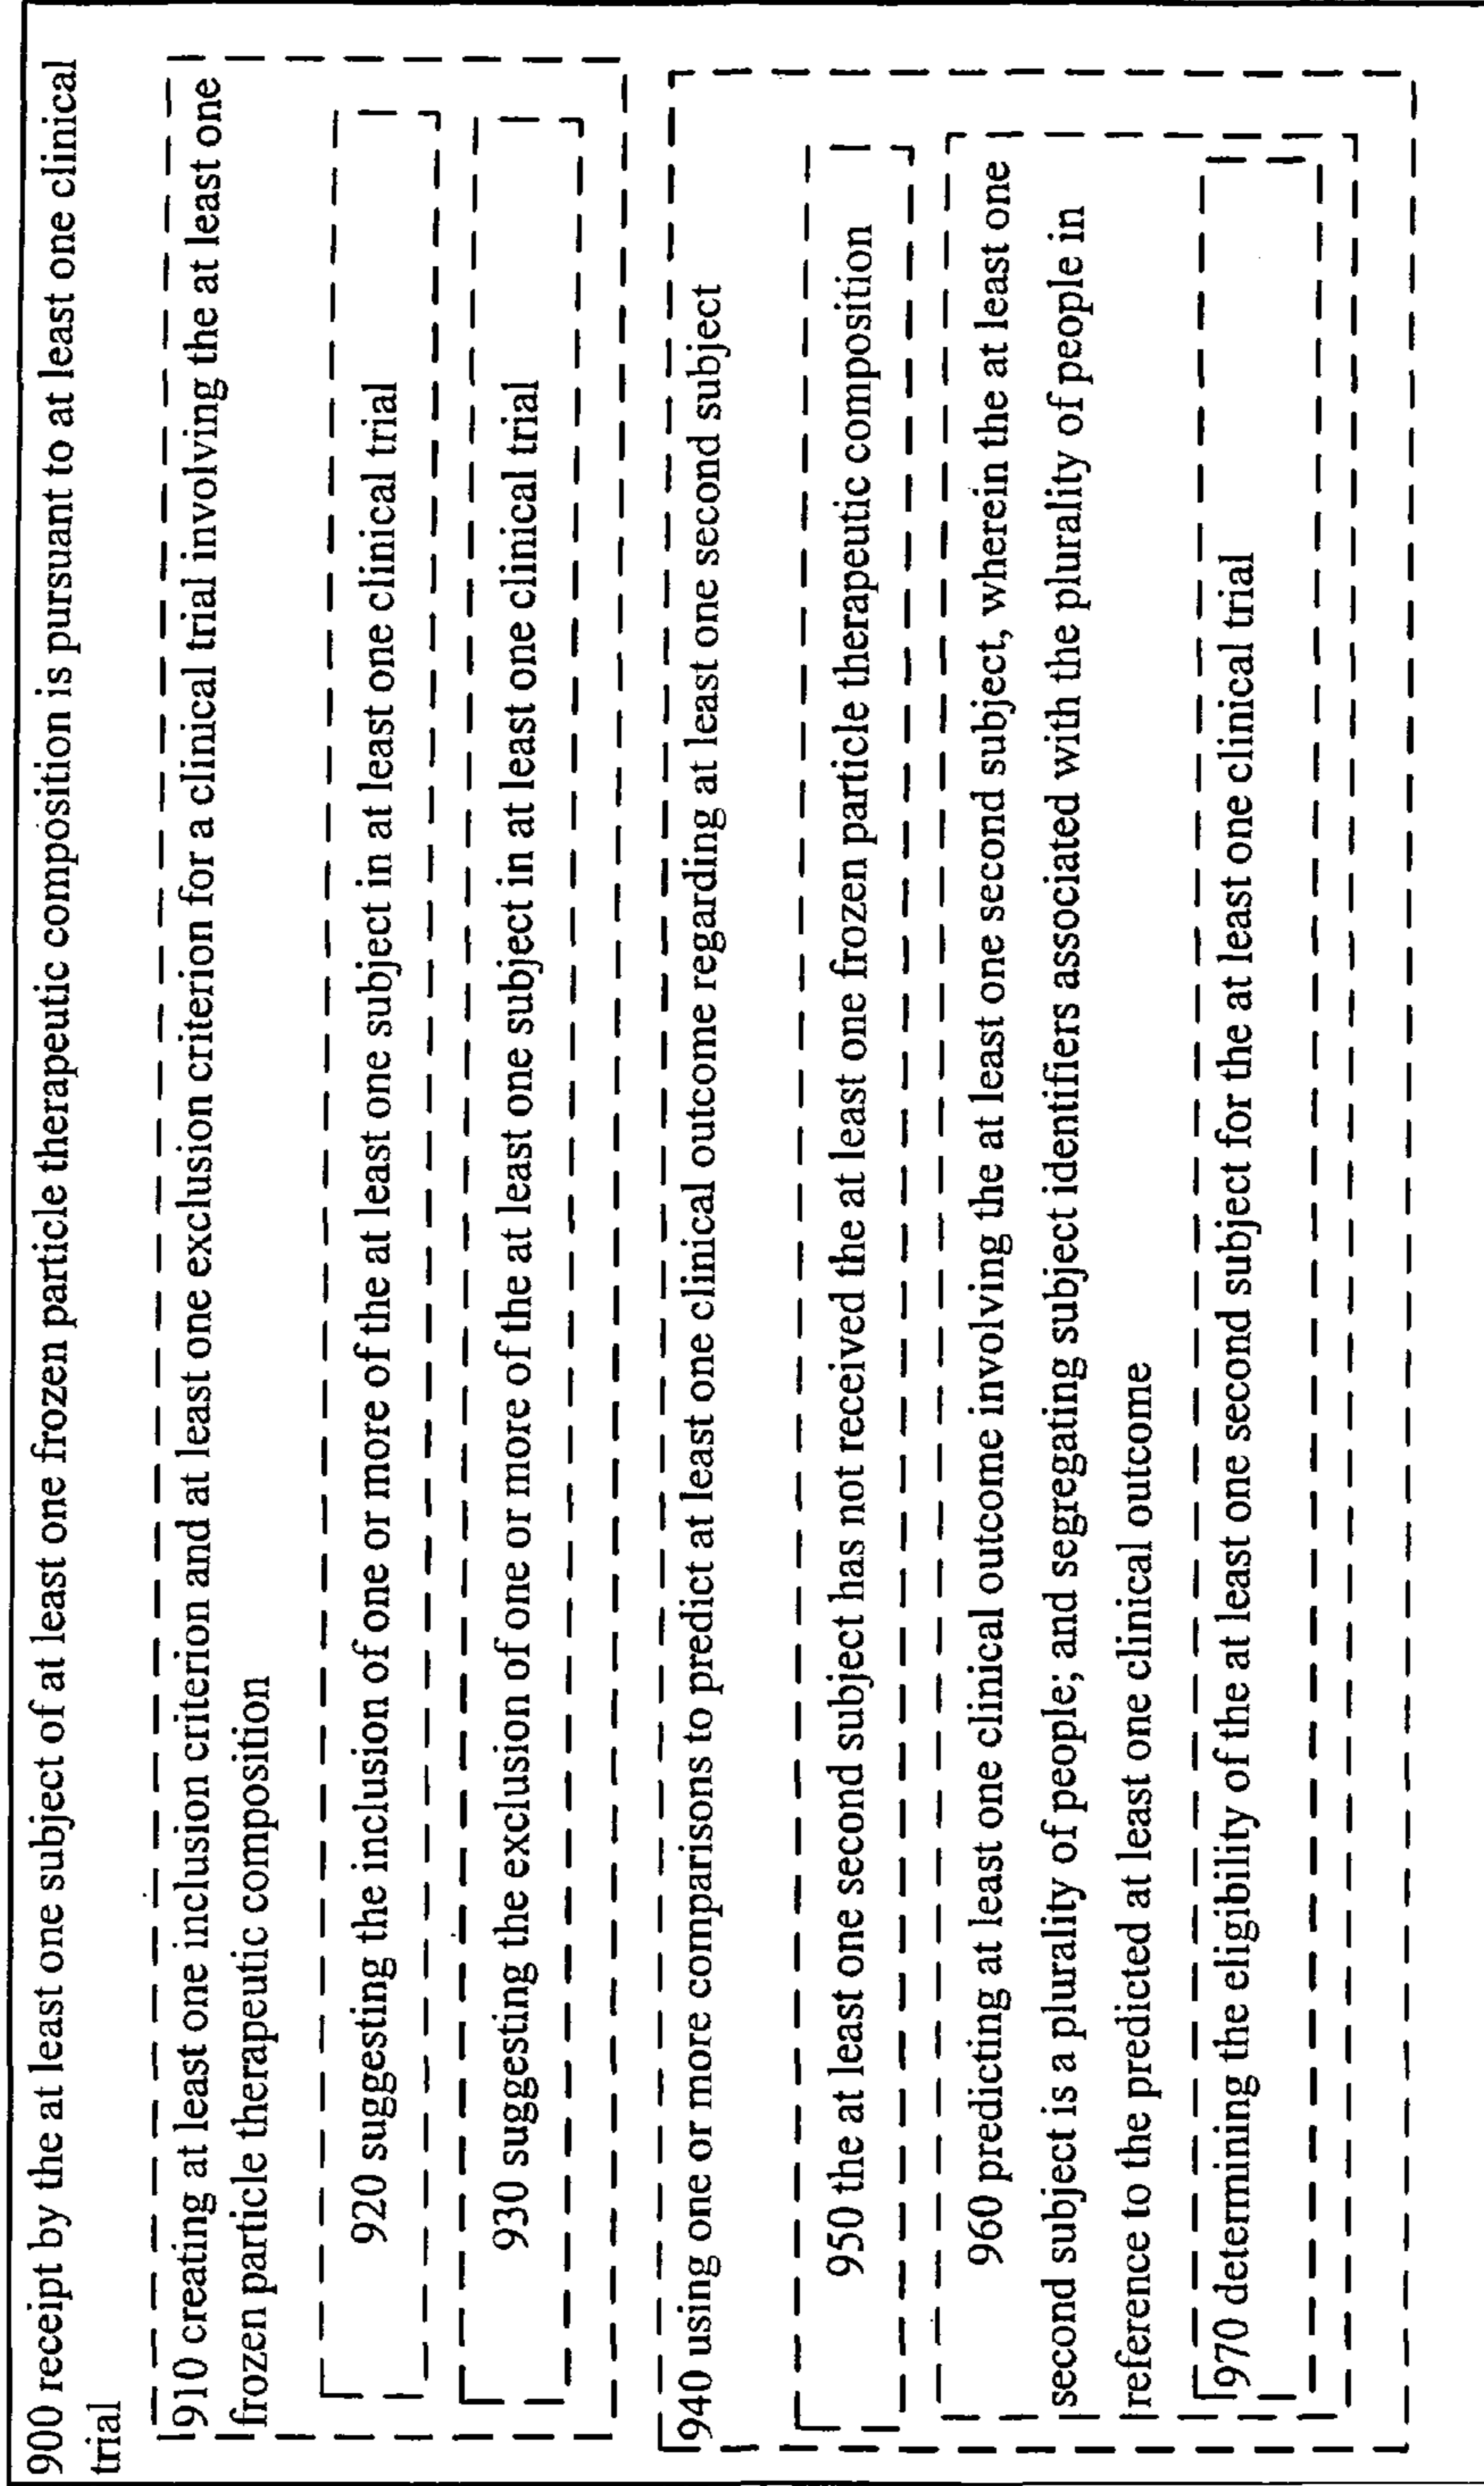 900 receipt by the at least one subject of at least one frozen particle therapeutic composition is pursuant to at least one clinical
trial
910 creating at least one inclusion criterion and at least one exclusion criterion for a clinical trial involving the at least one
frozen particle therapeutic composition
920 suggesting the inclusion of one or more of the at least one subject in at least one clinical trial
930 suggesting the exclusion of one or more of the at least one subject in at least one clinical trial
940 using one or more comparisons to predict at least one clinical outcome regarding at least one second subject
950 the at least one second subject has not received the at least one frozen particle therapeutic composition
960 predicting at least one clinical outcome involving the at least one second subject, wherein the at least one
second subject is a plurality of people; and segregating subject identifiers associated with the plurality of people in
reference to the predicted at least one clinical outcome
970 determining the eligibility of the at least one second subject for the at least one clinical trial